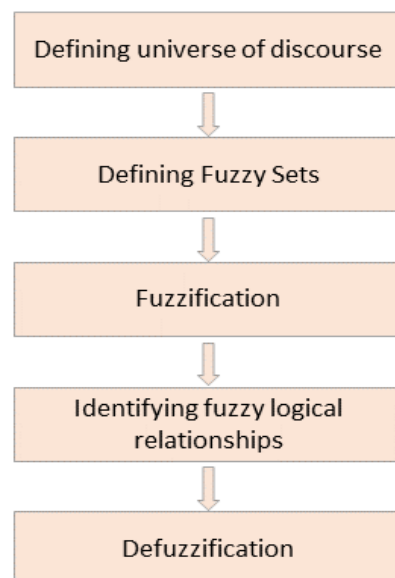 Defining universe of discourse
Defining Fuzzy Sets
Fuzzification
Identifying fuzzy logical
relationships
Defuzzification